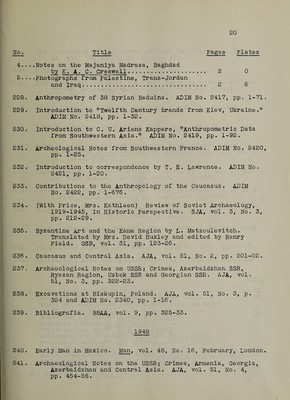 20
No. Title Pages Plates
4....Notes on the Majaniya Madrasa, Baghdad
by K. A. C. Creswell.................... 2 0
5....Photographs from Palestine, Trans-Jordan
and Iraq................................ 2 6
228. Anthropometry of 38 Syrian Beduins. ADIM No. 2417, pp. 1-71.
229. Introduction to "Twelfth Century brands from Kiev, Ukraine."
ADIM No. 2418, pp. 1-32.
230. Introduction to C. U. Ariens Kappers, "Anthropometric Data
from Southwestern Asia." ADIM No. 2419, pp. 1-92.
231. Archeological Notes from Southwestern France. ADIM No. 2420,
pp. 1-25.
232. Introduction to correspondence by T. E. Lawrence. ADIM No.
2421, pp. 1-20.
233. Contributions to the Anthropology of the Caucasus. ADIM
No. 2422, pp. 1-676.
234. (With Price, Mrs. Kathleen) Review of Soviet Archaeology,
1919-1945, in Historic Perspective. SJA, vol. 3, No. 3,
pp. 212-29.
235. Byzantine Art and the Kama Region by L. Matzoulevitch.
Translated by Mrs. David Huxley and edited by Henry
Field. GSB, vol. 31, pp. 123-26.
236. Caucasus and Central Asia. AJA, vol. 51, No. 2, pp. 201-02.
237. Archaeological Notes on USSR: Crimea, Azerbaidzhan SSR,
Ryazan Region, Uzbek SSR and Georgian SSR. AJA, vol.
51, No. 3, pp. 322-23.
238. Excavations at Biskupin, Poland. AJA, vol. 51, No. 3, p.
324 and ADIM No. 2340, pp. 1-16.
239. Bibliografia. BBAA, vol. 9, pp. 325-33.
1948
240. Early Man in Mexico. Man, vol. 48, No. 16, February, London.
241. Archaeological Notes on the USSR: Crimea, Armenia, Georgia,
Azerbaidzhan and Central Asia. AJA, vol. 51, No. 4,
pp. 454-56.